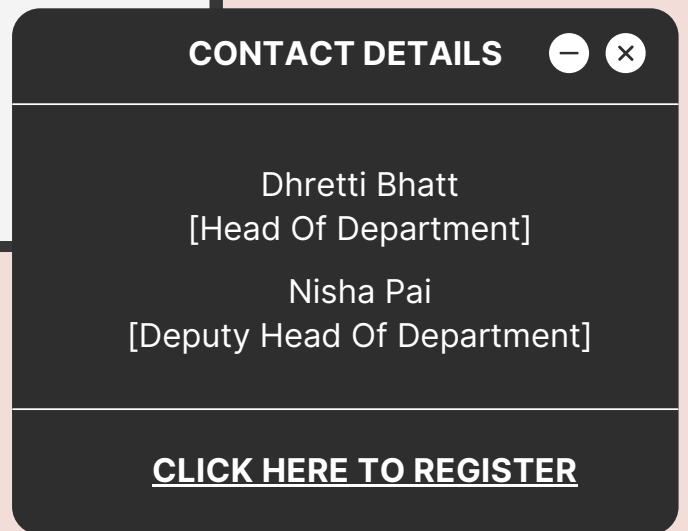 CONTACT DETAILS
Dhretti Bhatt
[Head Of Department]
Nisha Pai
[Deputy Head Of Department]
CLICK HERE TO REGISTER